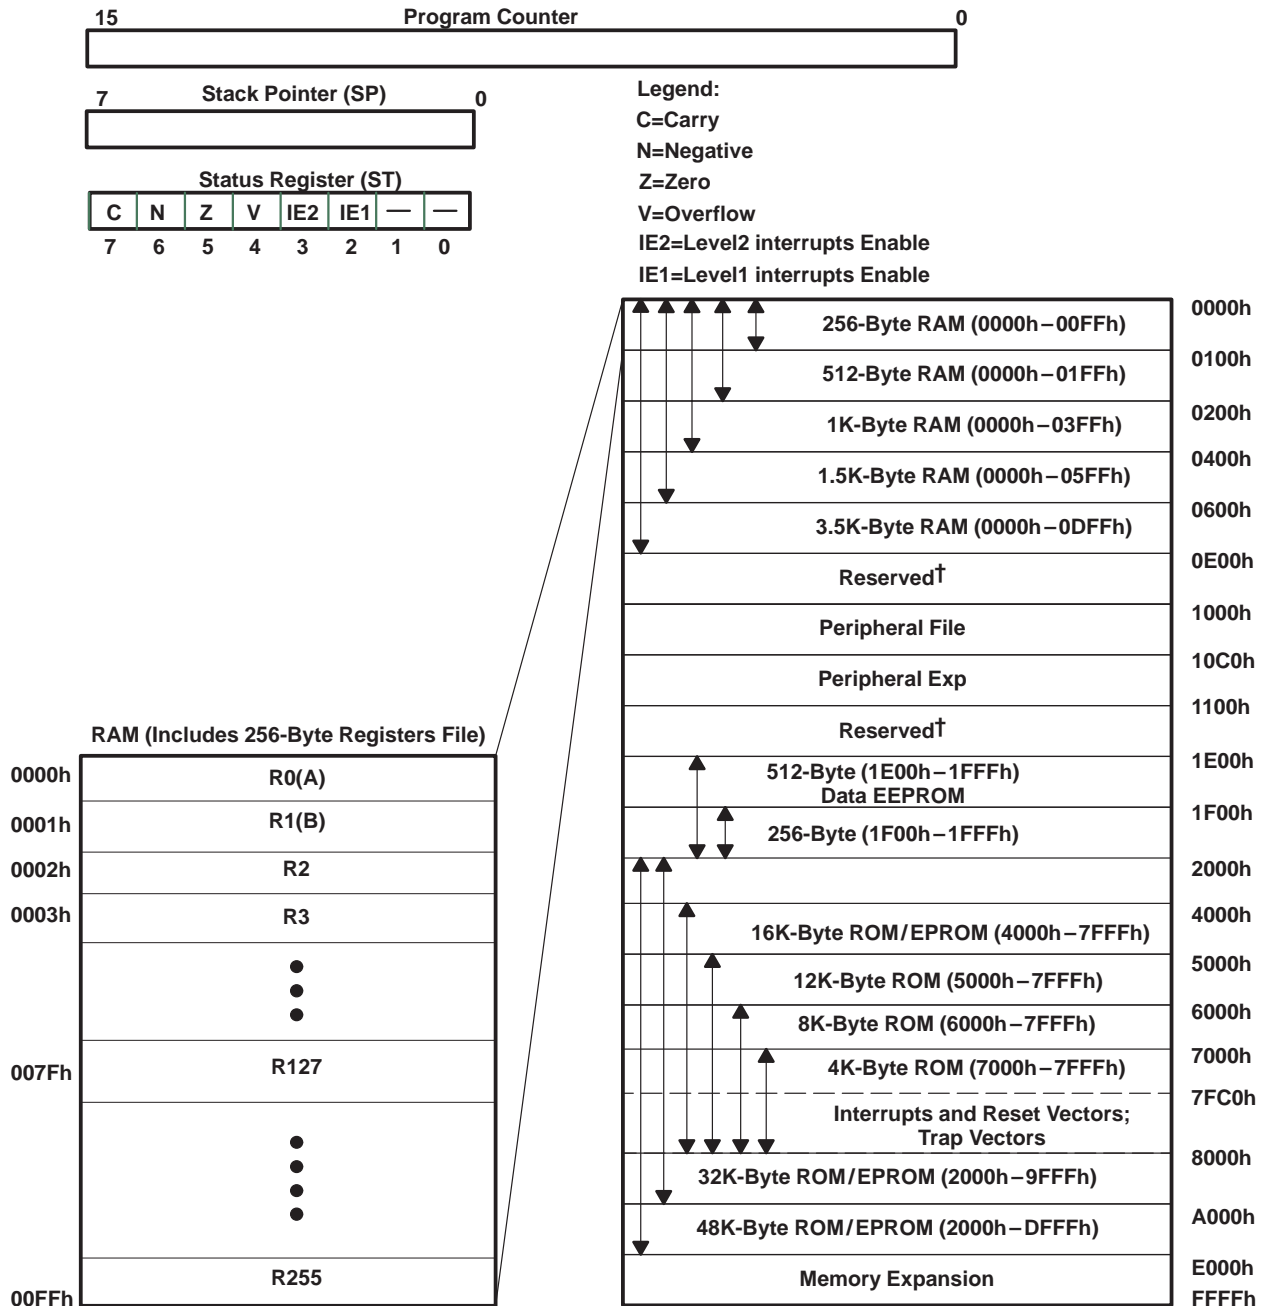 15 Program Counter 0
7 Stack Pointer (SP) 0
Status Register (ST)
C N Z V IE2 IE1 — —
7 6 5 4 3 2 1 0
Legend:
C=Carry
N=Negative
Z=Zero
V=Overflow
IE2=Level2 interrupts Enable
IE1=Level1 interrupts Enable
RAM (Includes 256-Byte Registers File)
0000h R0(A)
0001h R1(B)
0002h R2
0003h R3
007Fh R127
00FFh R255
0000h
256-Byte RAM (0000h–00FFh)
0100h
512-Byte RAM (0000h–01FFh)
0200h
1K-Byte RAM (0000h–03FFh)
0400h
1.5K-Byte RAM (0000h–05FFh)
0600h
3.5K-Byte RAM (0000h–0DFFh)
0E00h
Reserved†
1000h
Peripheral File
10C0h
Peripheral Exp
1100h
Reserved†
1E00h
512-Byte (1E00h–1FFFh)
Data EEPROM
1F00h
256-Byte (1F00h–1FFFh)
2000h
4000h
16K-Byte ROM/EPROM (4000h–7FFFh)
5000h
12K-Byte ROM (5000h–7FFFh)
6000h
8K-Byte ROM (6000h–7FFFh)
7000h
4K-Byte ROM (7000h–7FFFh)
7FC0h
Interrupts and Reset Vectors;
Trap Vectors
8000h
32K-Byte ROM/EPROM (2000h–9FFFh)
A000h
48K-Byte ROM/EPROM (2000h–DFFFh)
E000h
Memory Expansion
FFFFh